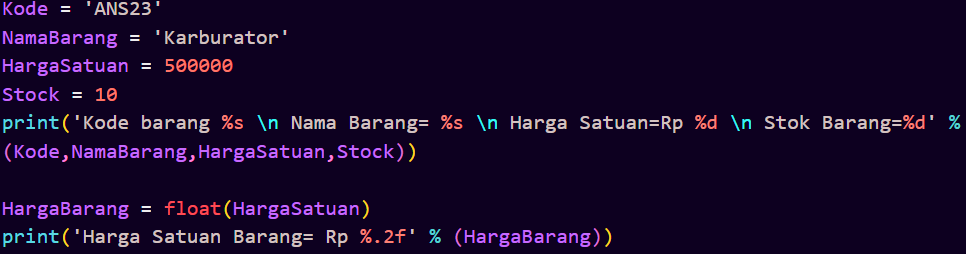 Kode = 'ANS23'
NamaBarang = 'Karburator'
HargaSatuan = 500000
Stock = 10
print('Kode barang %s \n Nama Barang= %s \n Harga Satuan=Rp %d \n Stok Barang=%d' %
(Kode,NamaBarang,HargaSatuan,Stock))
HargaBarang = float(HargaSatuan)
print('Harga Satuan Barang= Rp %.2f' % (HargaBarang))